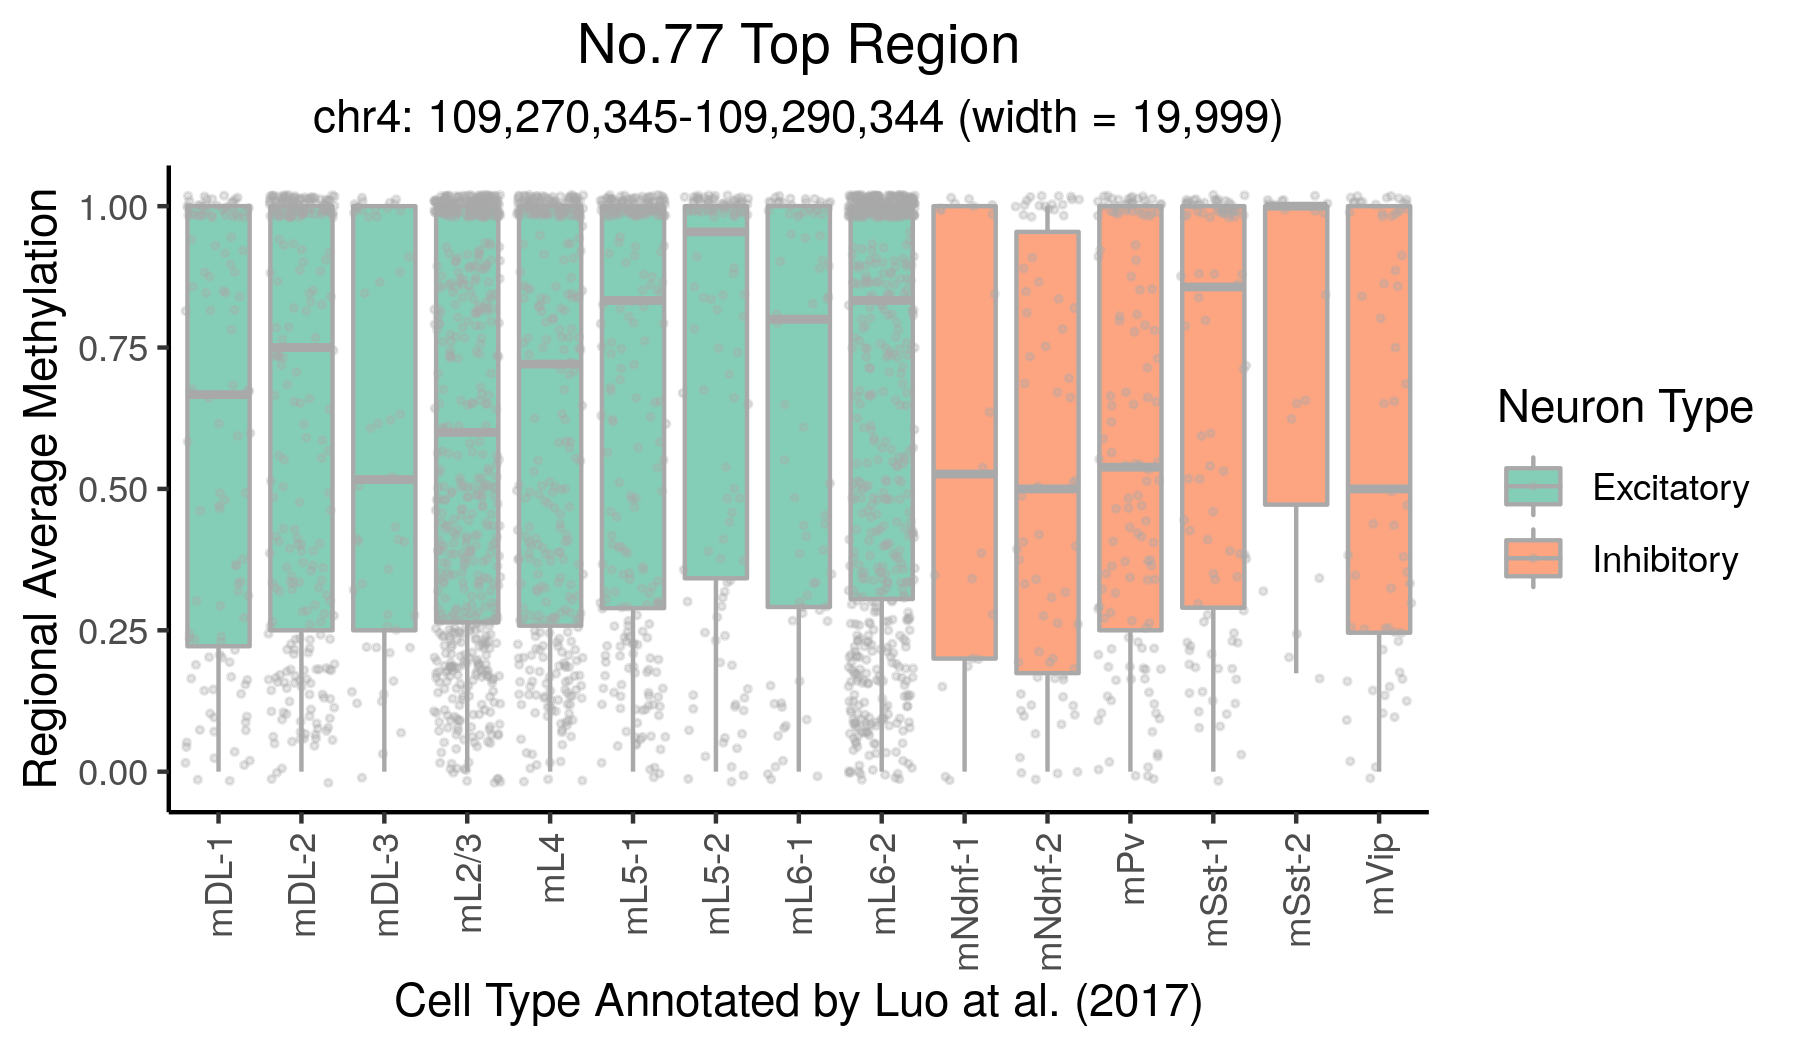 No.77 Top Region
chr4: 109,270,345-109,290,344 (width = 19,999)
Regional Average Methylation
1.00
0.75
0.50
0.25
0.00
mDL-1
mDL-2
mDL-3
mL2/3
mL4
mL5-1
mL5-2
mL6-1
mL6-2
mNdnf-1
mNdnf-2
mPv
mSst-1
mSst-2
mVip
Cell Type Annotated by Luo at al. (2017)
Neuron Type
Excitatory
Inhibitory